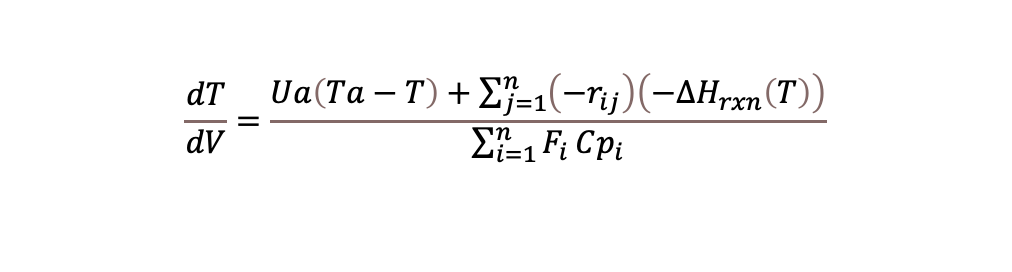 dT/dV = (Ua(Ta − T) + ∑_{j=1}^{n}(−r_{ij})(−ΔH_{rxn}(T))) / (∑_{i=1}^{n} F_i Cp_i)